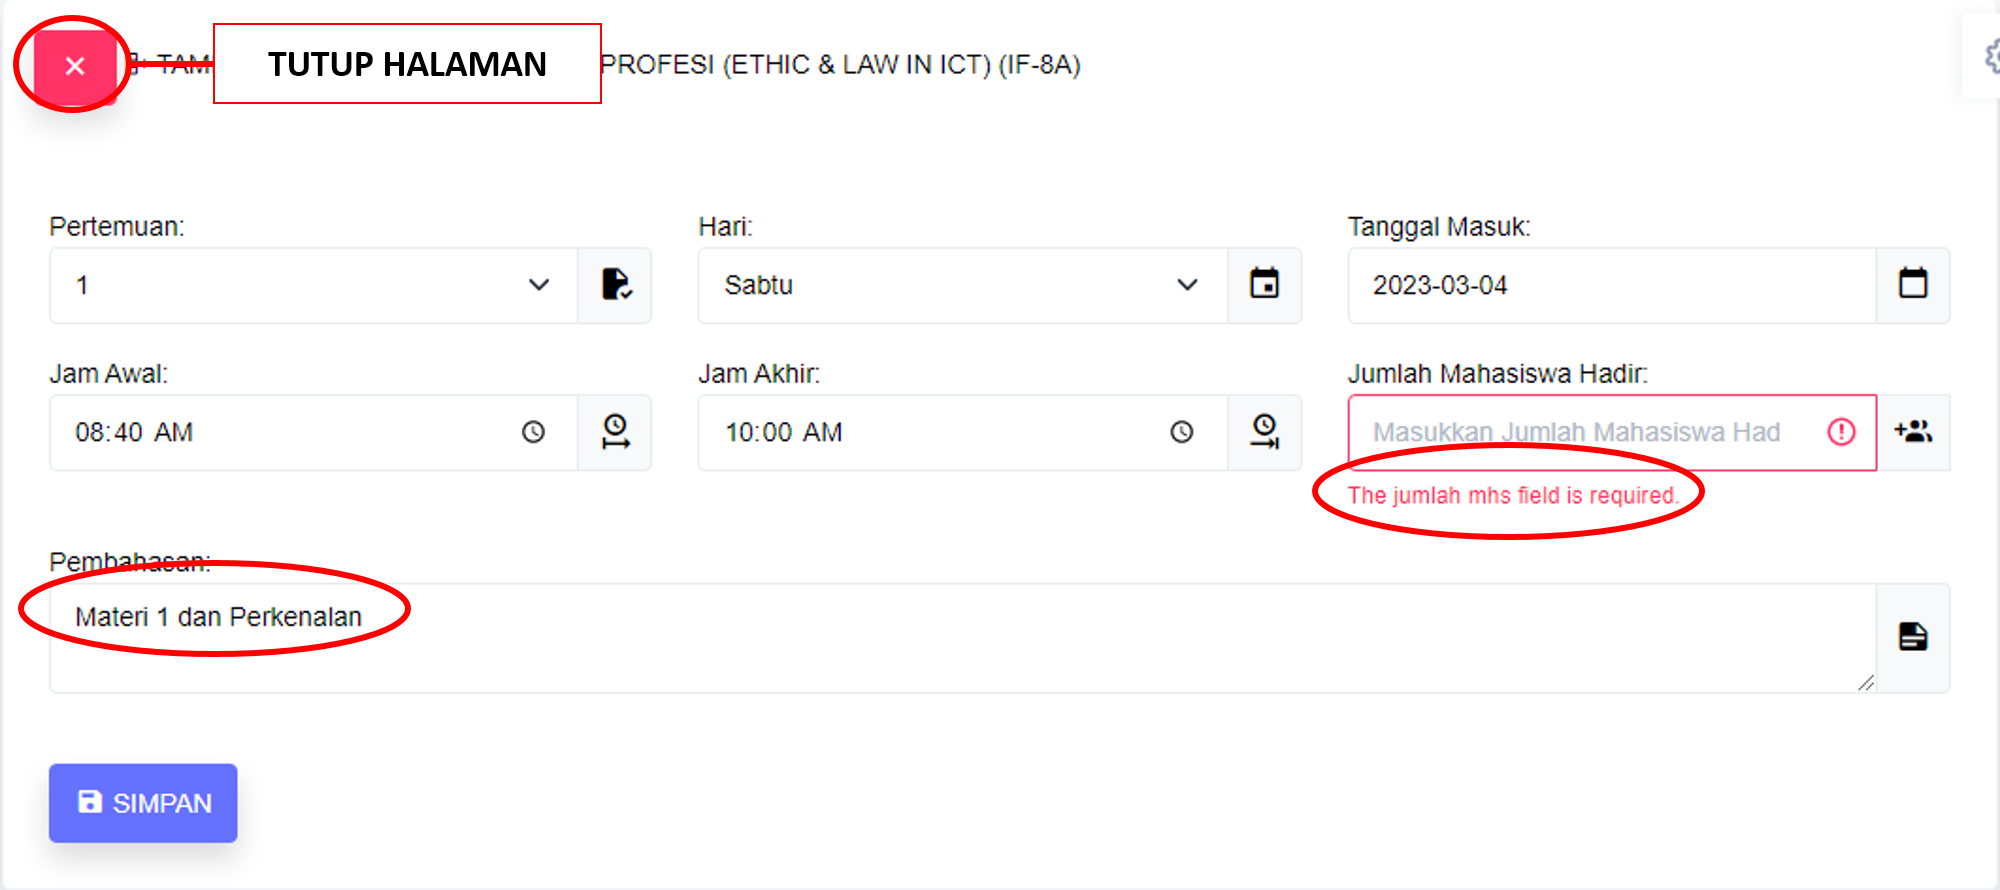 TUTUP HALAMAN PROFESI (ETHIC & LAW IN ICT) (IF-8A)
Pertemuan: Hari: Tanggal Masuk:
1 Sabtu 2023-03-04
Jam Awal: Jam Akhir: Jumlah Mahasiswa Hadir:
08:40 AM 10:00 AM Masukkan Jumlah Mahasiswa Had
The jumlah mhs field is required.
Pembahasan:
Materi 1 dan Perkenalan
SIMPAN